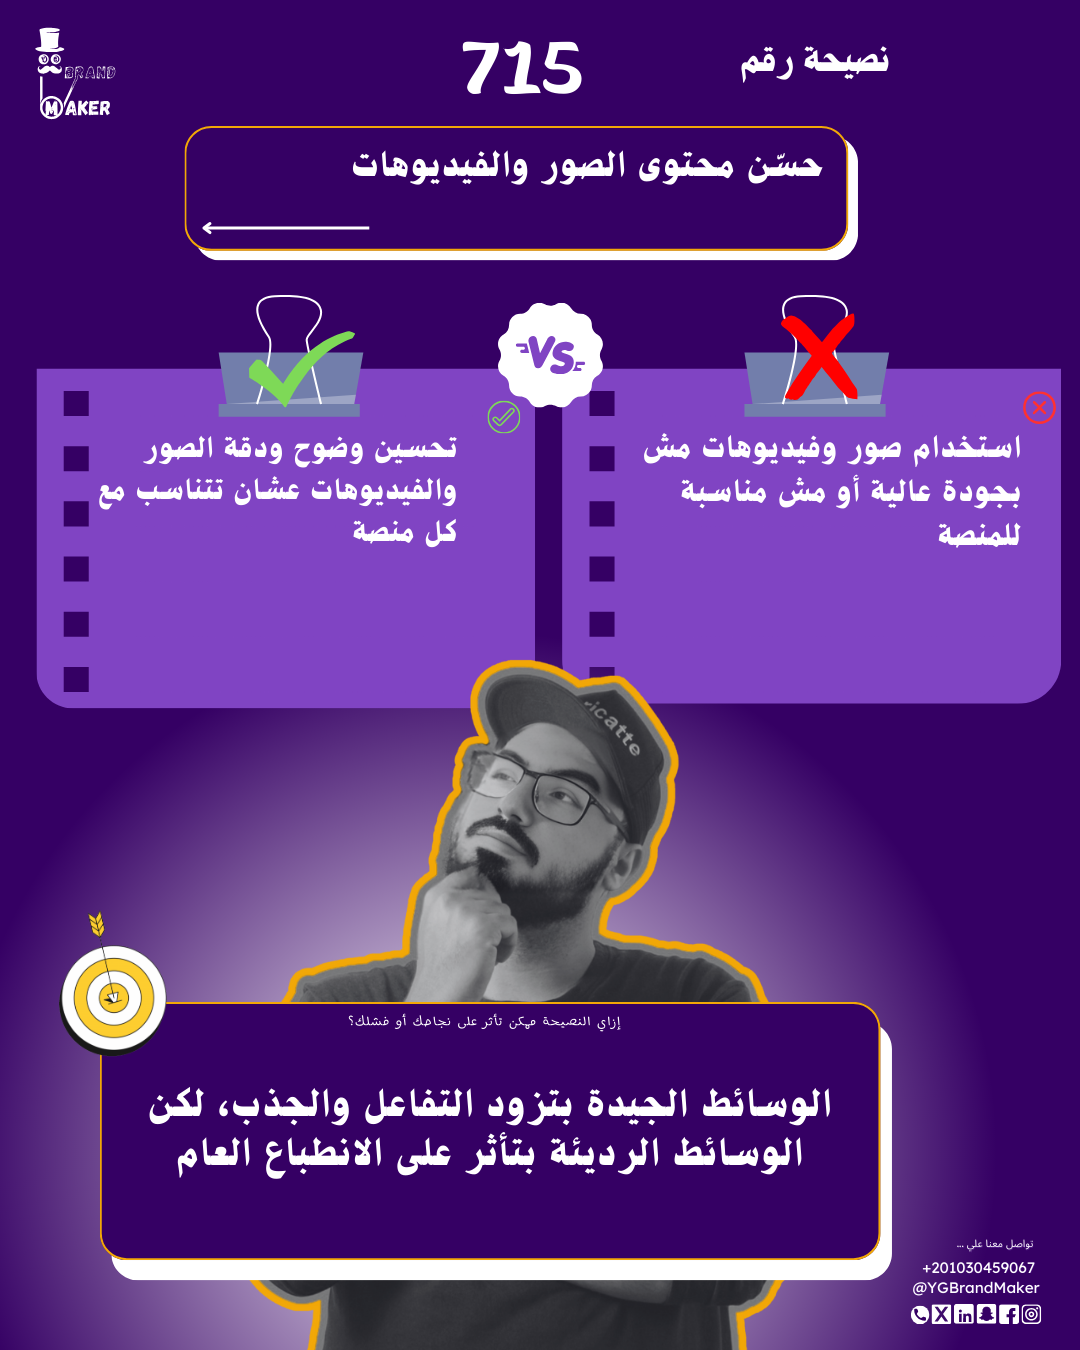 BRAND
MAKER
نصيحة رقم
715
حسّن محتوى الصور والفيديوهات
VS
استخدام صور وفيديوهات مش
بجودة عالية أو مش مناسبة
للمنصة
تحسين وضوح ودقة الصور
والفيديوهات عشان تتناسب مع
كل منصة
icatte
إزاي النصيحة ممكن تأثر على نجاحك أو فشلك؟
الوسائط الجيدة بتزود التفاعل والجذب، لكن
الوسائط الرديئة بتأثر على الانطباع العام
تواصل معنا علي ...
+201030459067
@YGBrandMaker